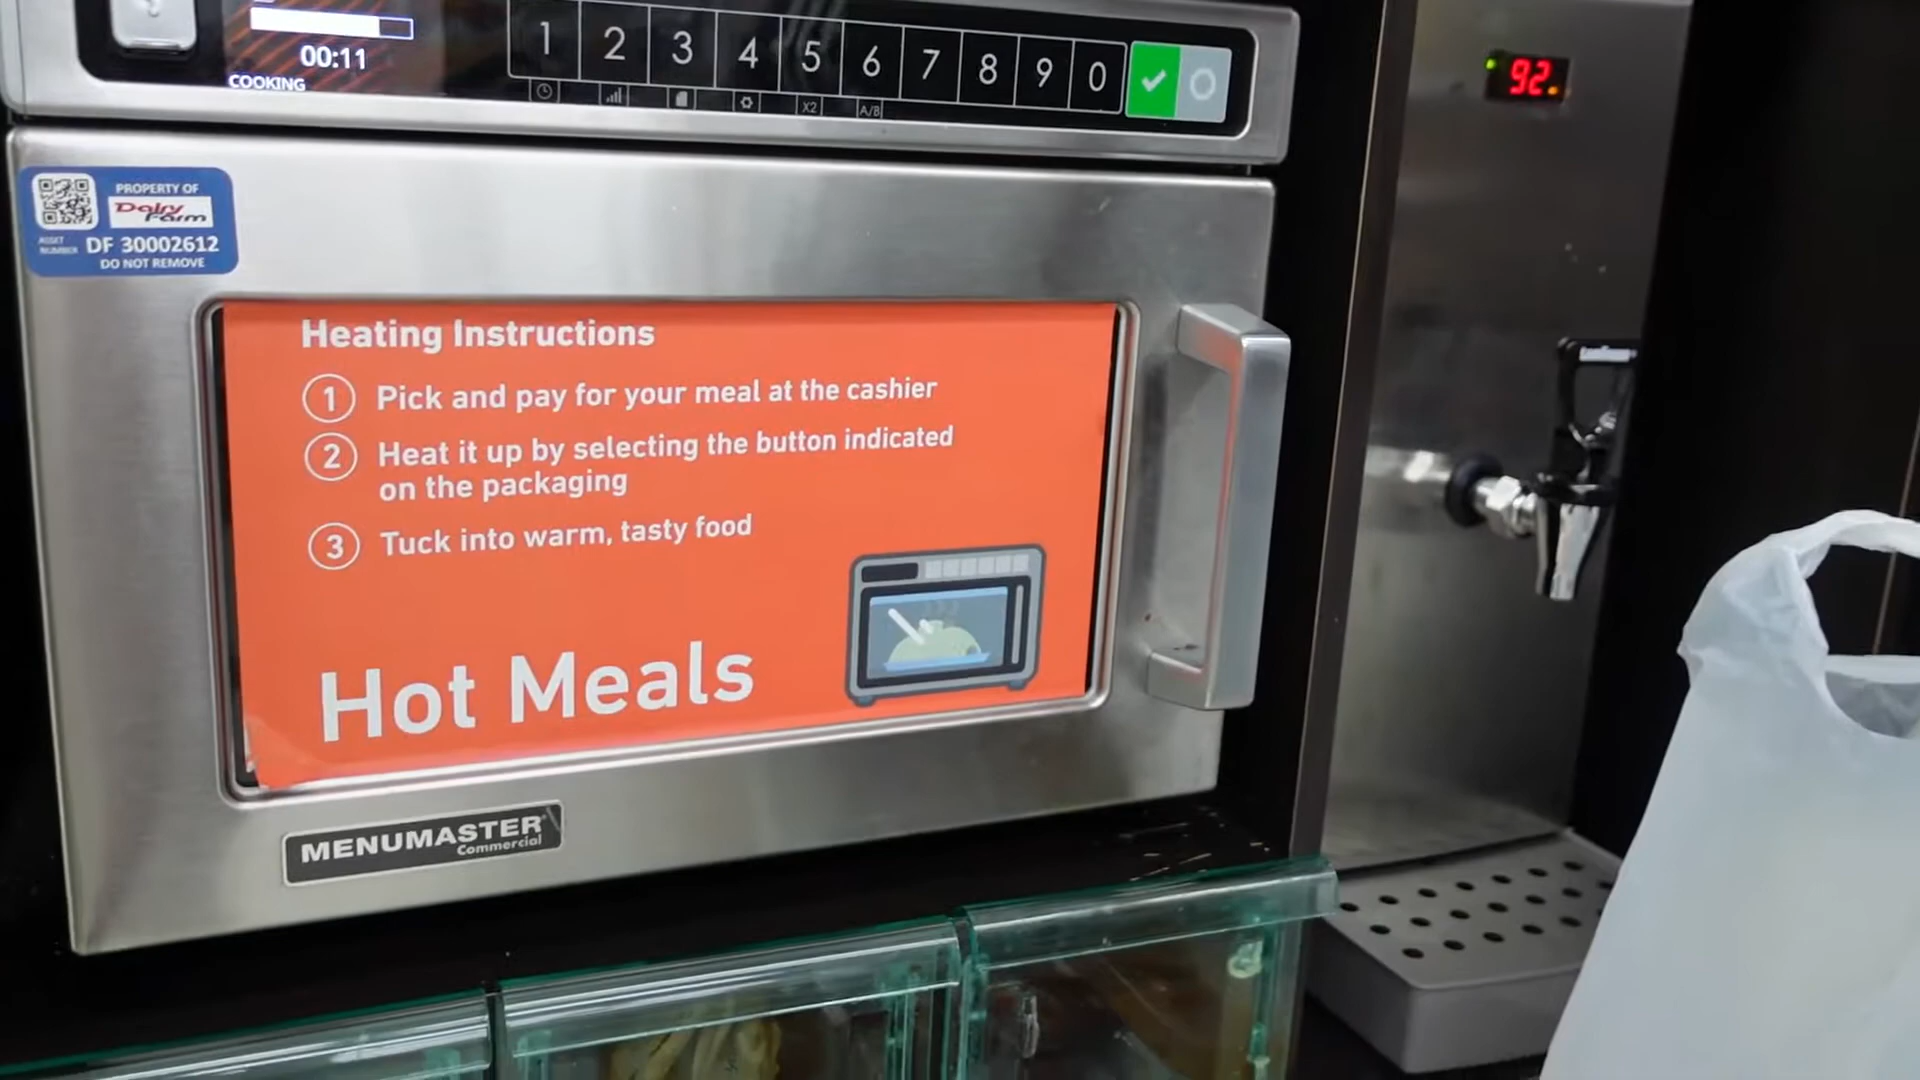 00:11
COOKING
1 2 3 4 5 6 7 8 9 0
X2 A/B
92.
PROPERTY OF
Dairy Farm
ASSET NUMBER DF 30002612
DO NOT REMOVE
Heating Instructions
1 Pick and pay for your meal at the cashier
2 Heat it up by selecting the button indicated
on the packaging
3 Tuck into warm, tasty food
Hot Meals
MENUMASTER
Commercial